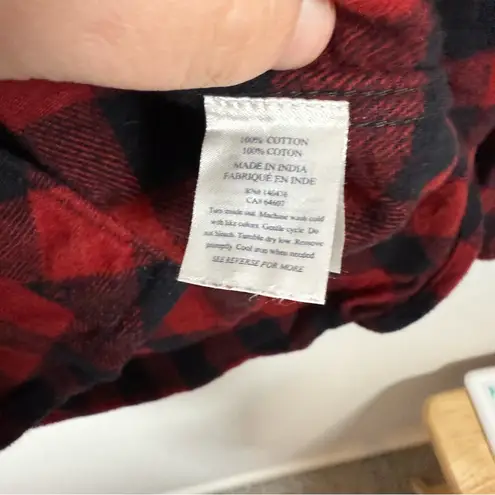 100% COTTON
100% COTON
MADE IN INDIA
FABRIQUÉ EN INDE
RN# 140436
CA# 64607
Turn inside out. Machine wash cold
with like colors. Gentle cycle. Do
not bleach. Tumble dry low. Remove
promptly. Cool iron when needed
SEE REVERSE FOR MORE